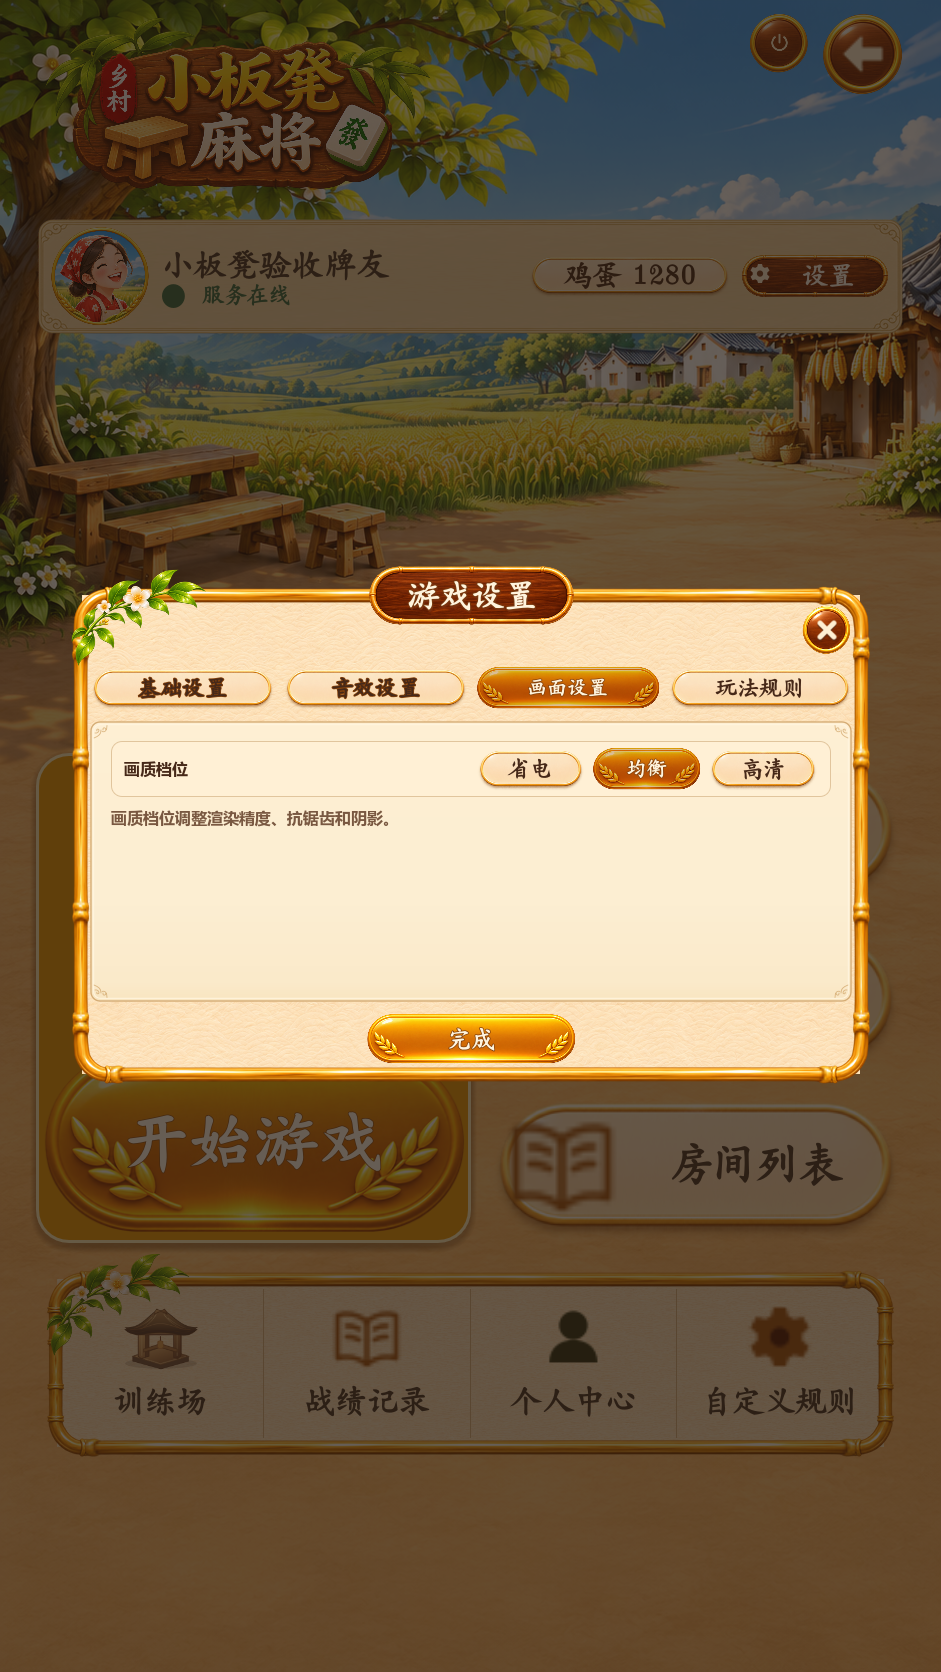 乡村
小板凳
麻将
發
小板凳验收牌友
服务在线
鸡蛋 1280
设置
游戏设置
基础设置
音效设置
画面设置
玩法规则
画质档位
省电
均衡
高清
画质档位调整渲染精度、抗锯齿和阴影。
完成
开始游戏
房间列表
训练场
战绩记录
个人中心
自定义规则